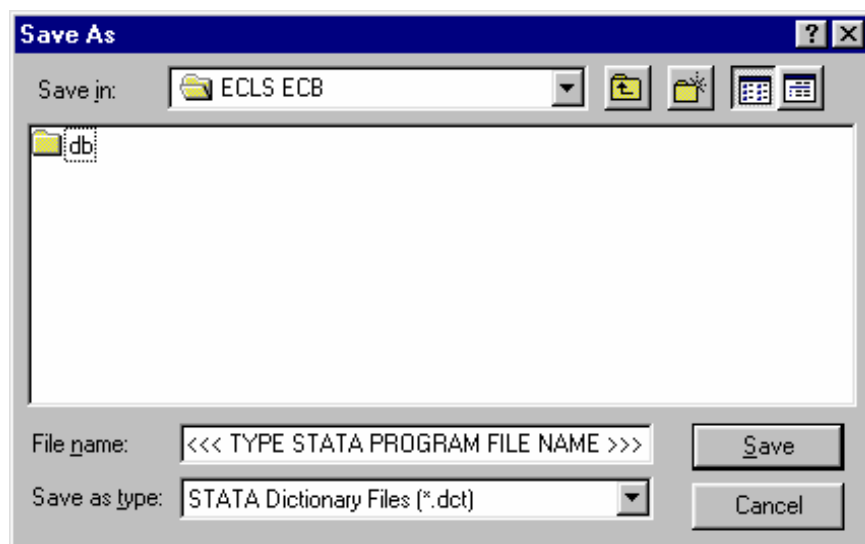 Save As
Save in: ECLS ECB
db
File name: <<< TYPE STATA PROGRAM FILE NAME >>> Save
Save as type: STATA Dictionary Files (*.dct) Cancel